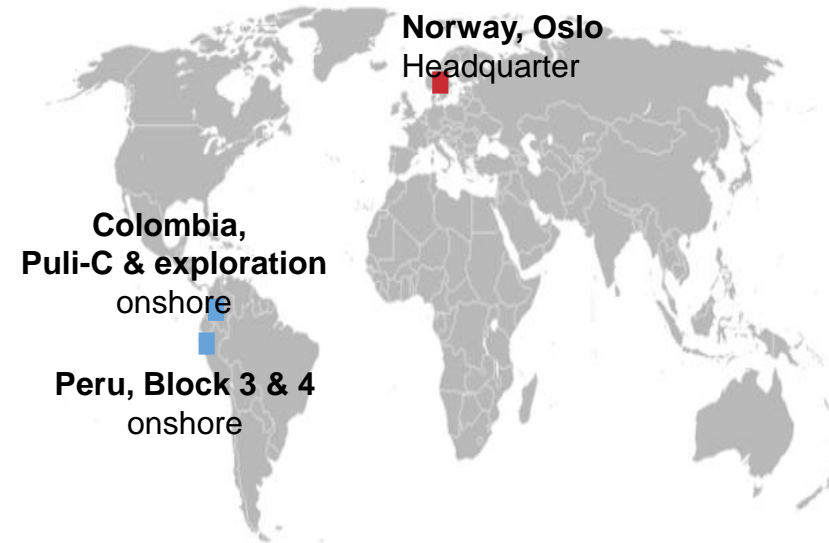 Norway, Oslo
Headquarter
Colombia,
Puli-C & exploration
onshore
Peru, Block 3 & 4
onshore